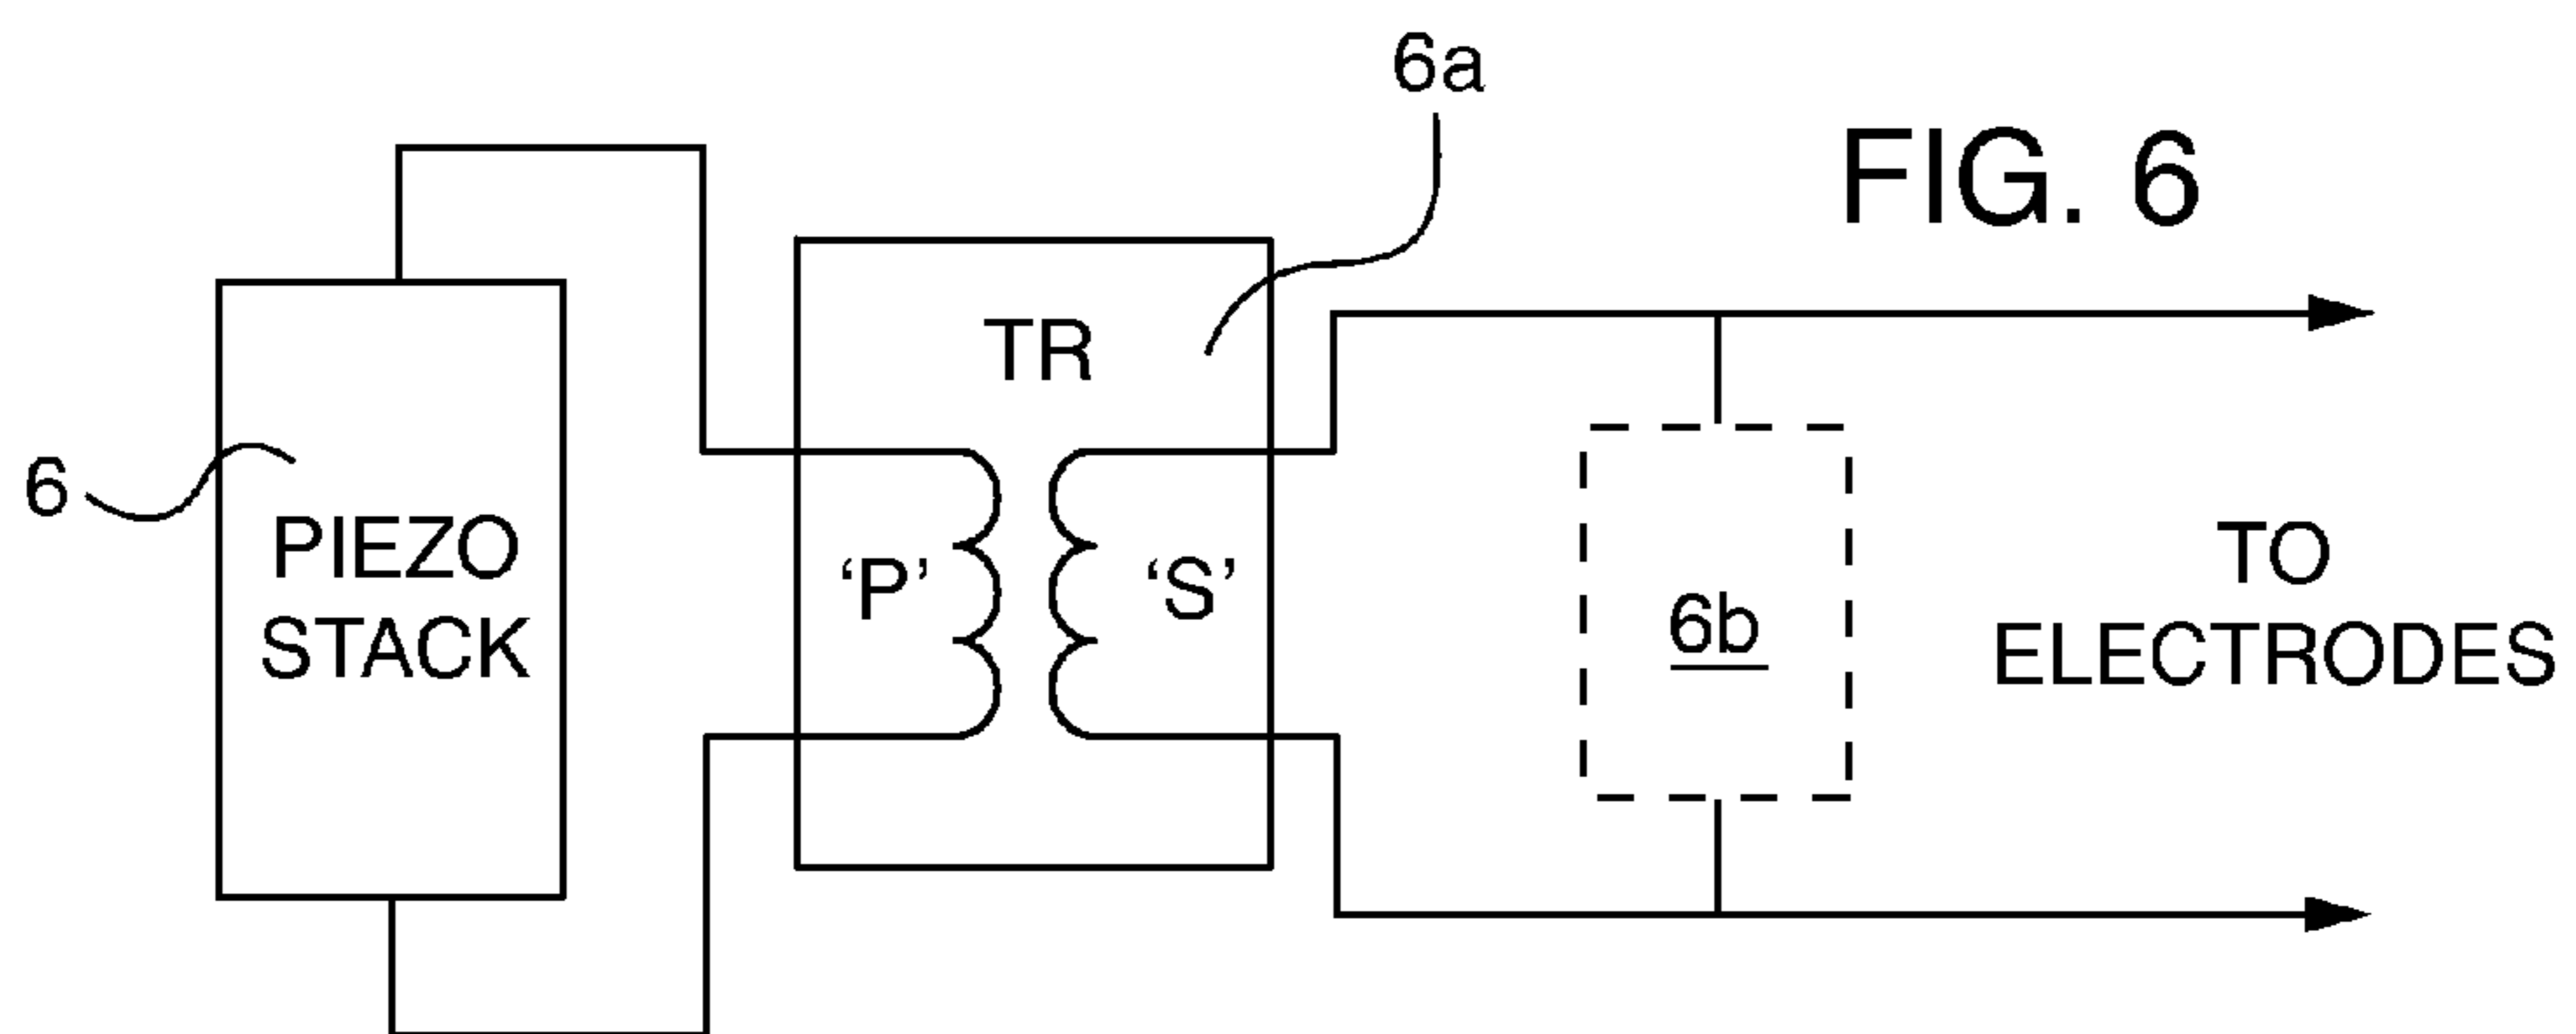 6a
FIG. 6
TR
6
PIEZO
STACK
‘P’
‘S’
6b
TO
ELECTRODES